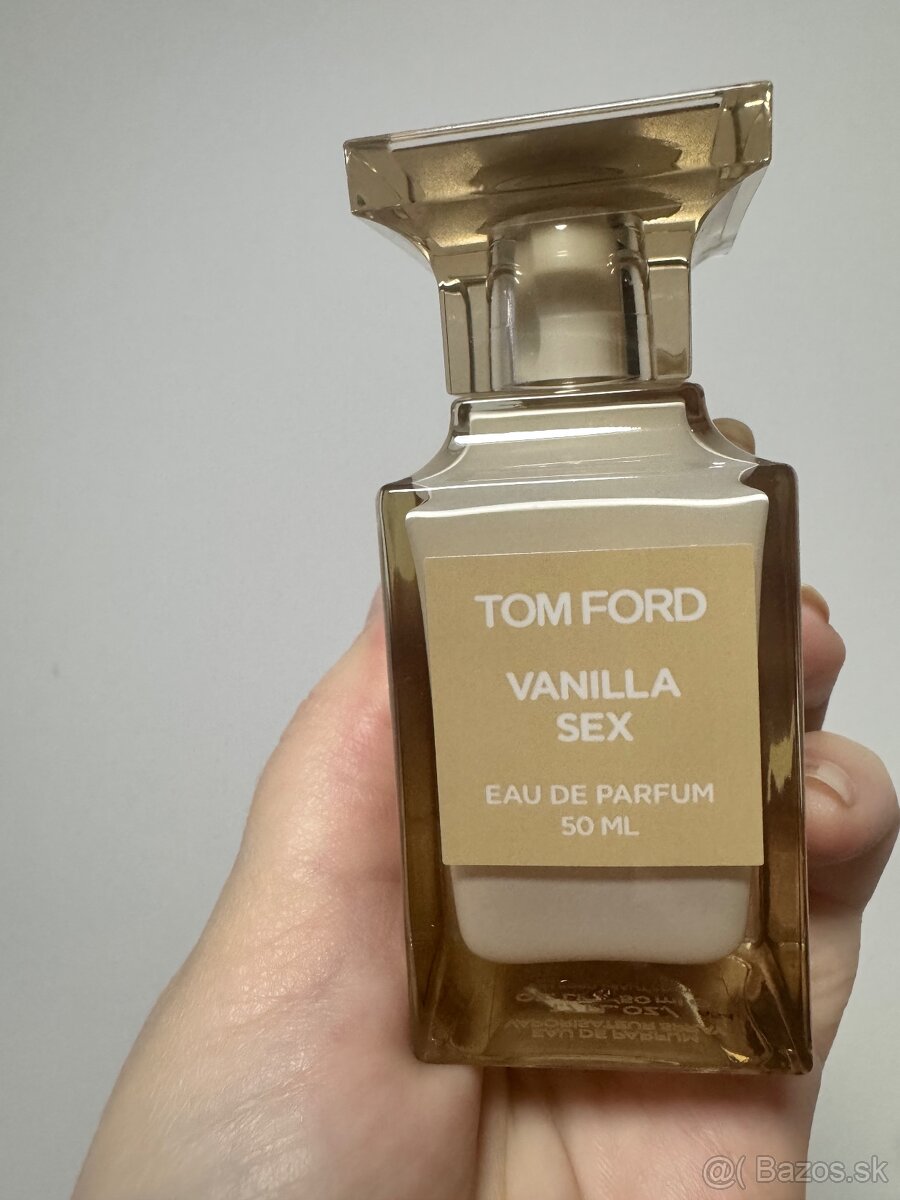 TOM FORD
VANILLA
SEX
EAU DE PARFUM
50 ML
@( Bazos.sk